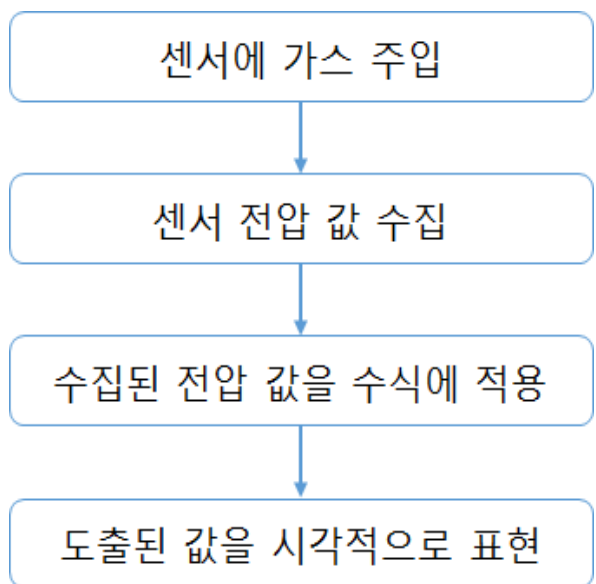 센서에 가스 주입
센서 전압 값 수집
수집된 전압 값을 수식에 적용
도출된 값을 시각적으로 표현